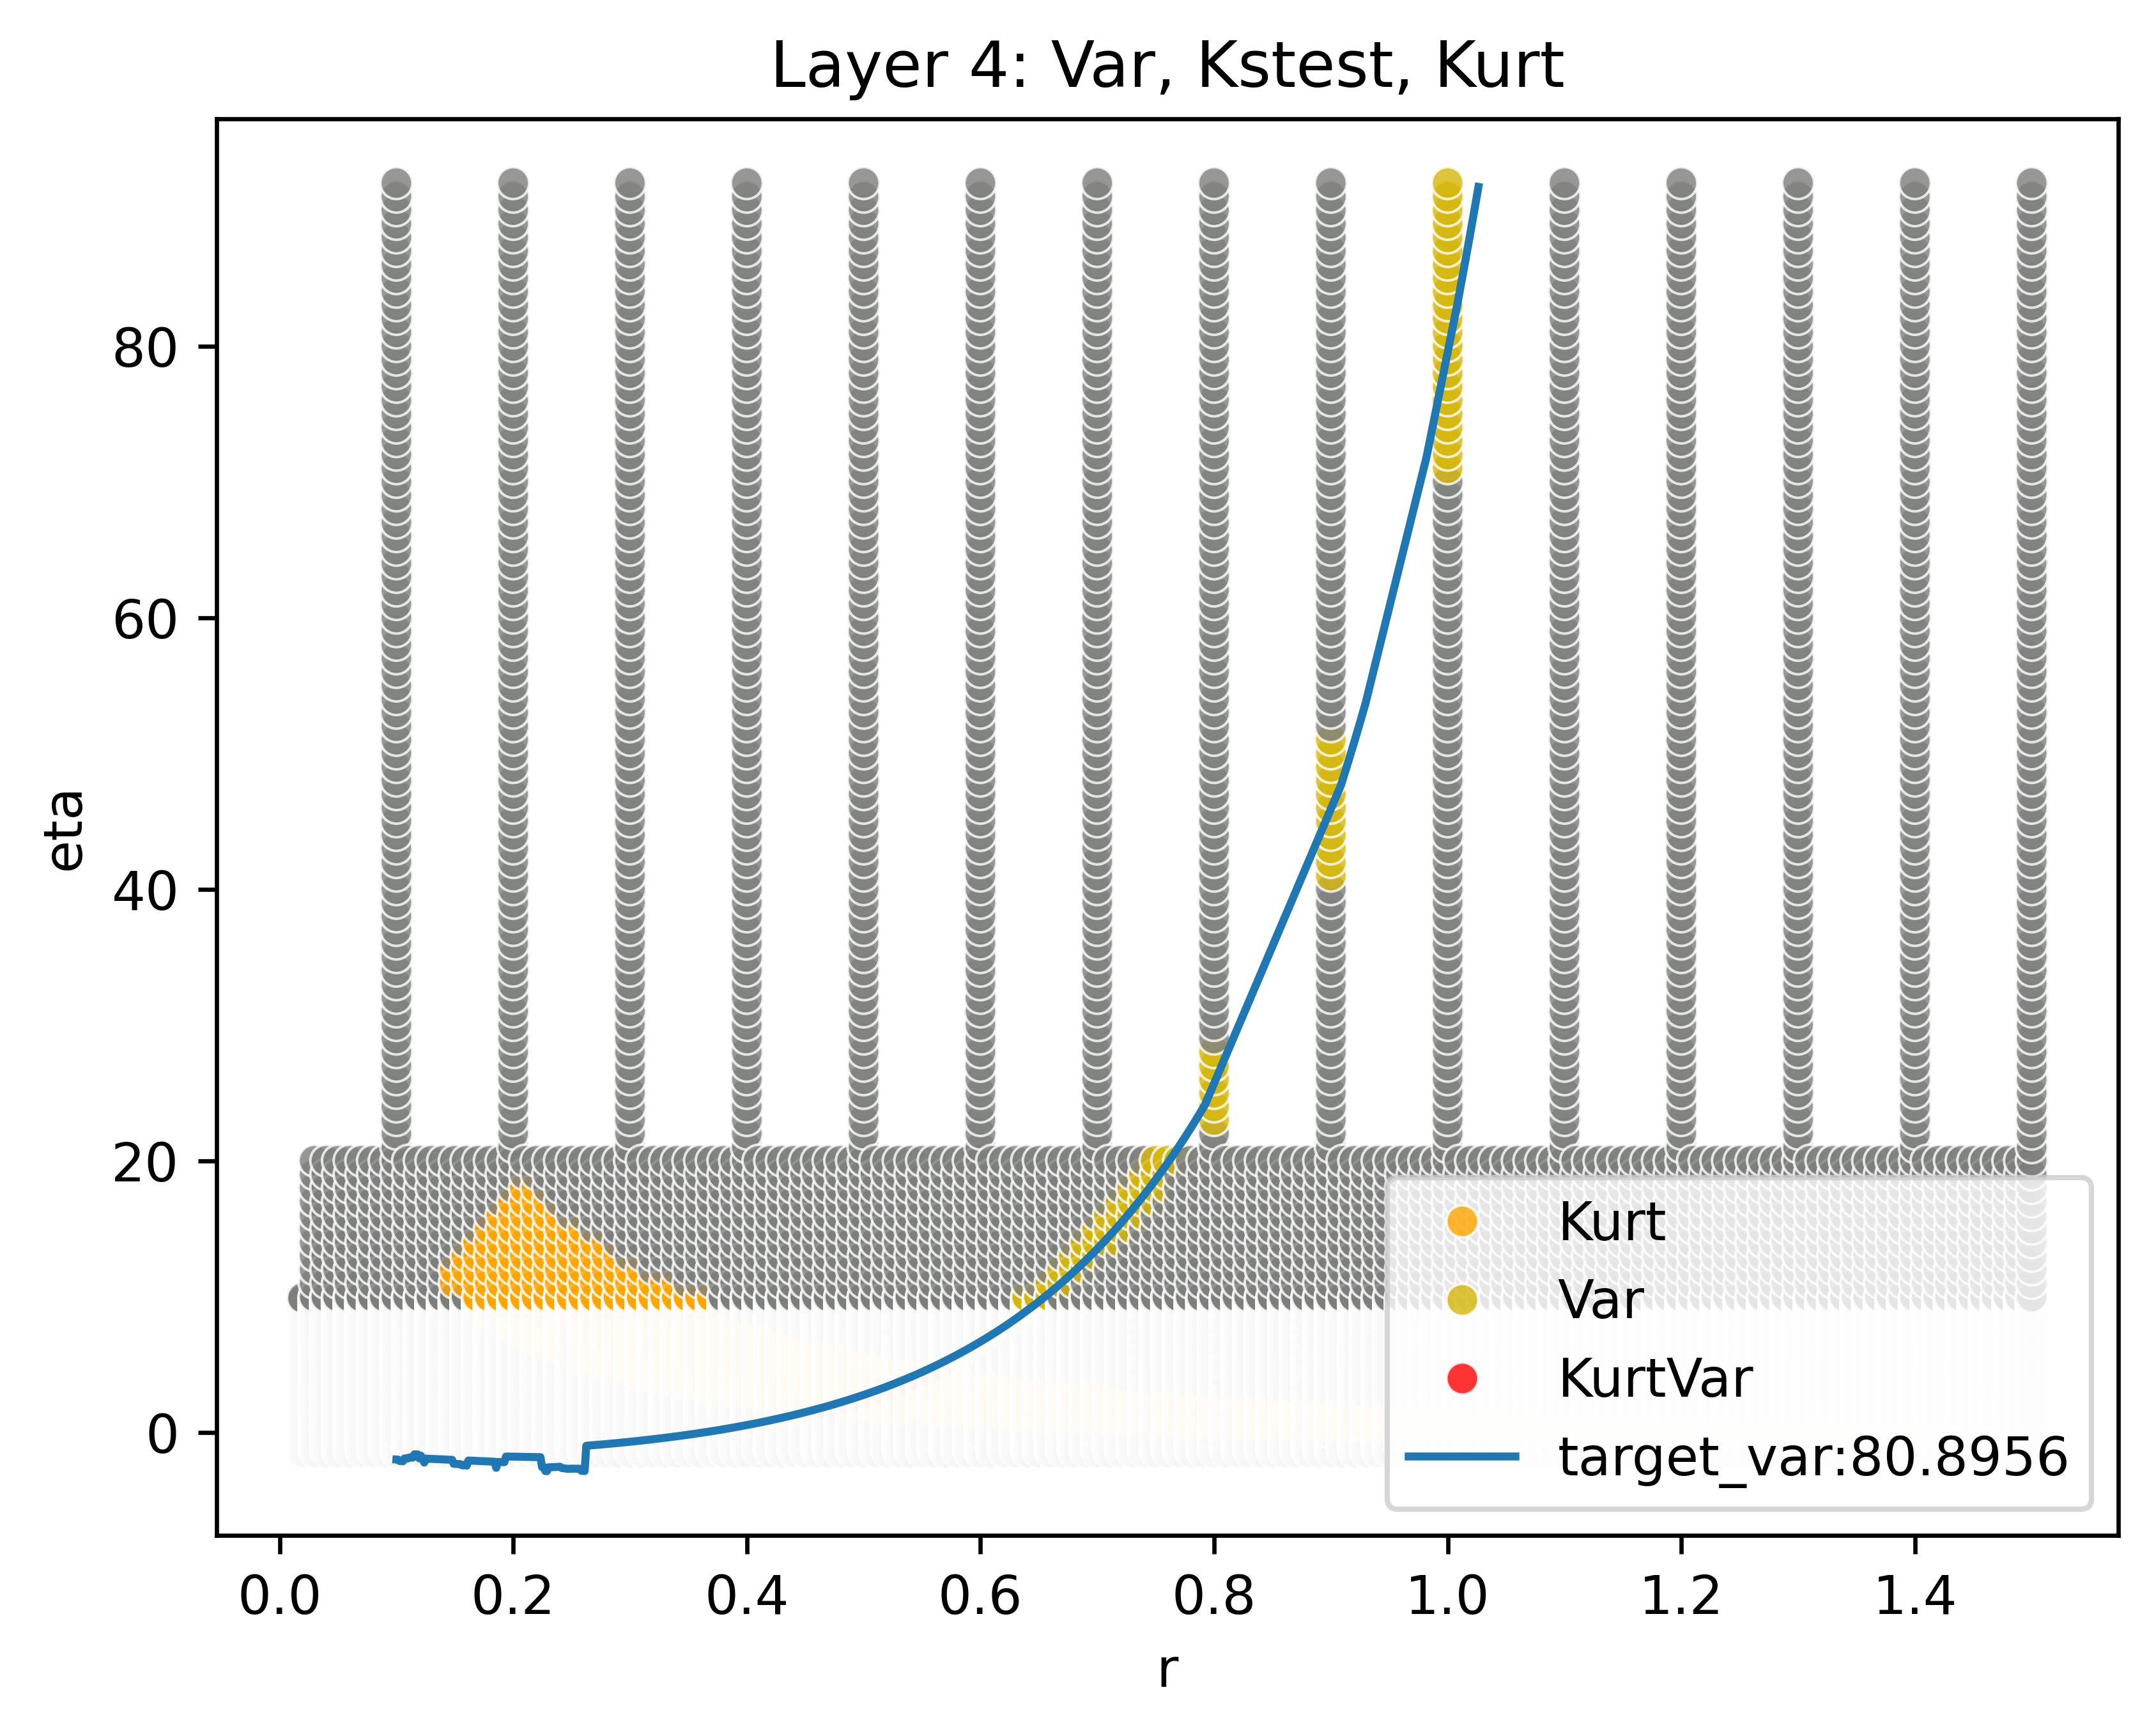 Layer 4: Var, Kstest, Kurt
eta
80
60
40
20
0
Kurt
Var
KurtVar
target_var:80.8956
0.0 0.2 0.4 0.6 0.8 1.0 1.2 1.4
r